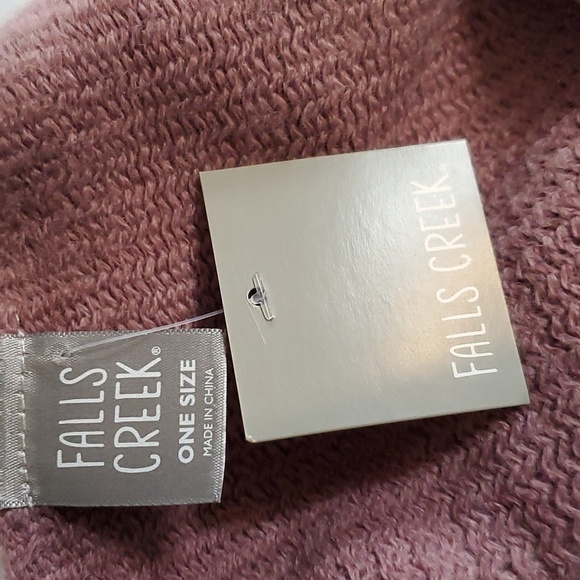 FALLS
CREEK®
ONE SIZE
MADE IN CHINA
FALLS CREEK